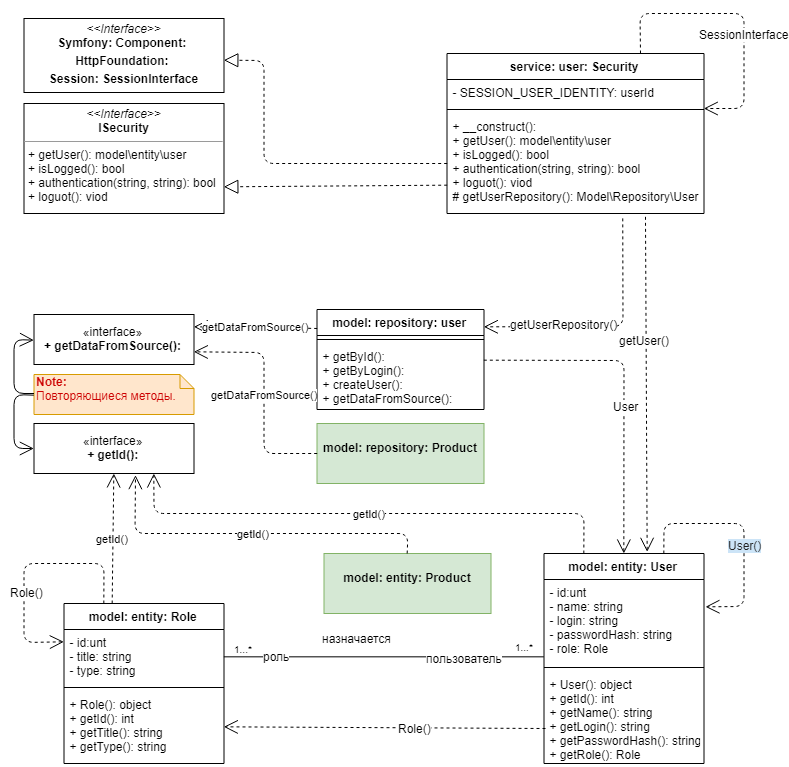 <<Interface>>
Symfony: Component:
HttpFoundation:
Session: SessionInterface
<<Interface>>
ISecurity
+ getUser(): model\entity\user
+ isLogged(): bool
+ authentication(string, string): bool
+ loguot(): viod
SessionInterface
service: user: Security
- SESSION_USER_IDENTITY: userId
+ __construct():
+ getUser(): model\entity\user
+ isLogged(): bool
+ authentication(string, string): bool
+ loguot(): viod
# getUserRepository(): Model\Repository\User
«interface»
+ getDataFromSource():
getDataFromSource()
model: repository: user
+ getById():
+ getByLogin():
+ createUser():
+ getDataFromSource():
getUserRepository()
getUser()
Note:
Повторяющиеся методы.
getDataFromSource()
User
«interface»
+ getId():
model: repository: Product
getId()
getId()
getId()
User()
model: entity: Product
Role()
model: entity: Role
- id:unt
- title: string
- type: string
+ Role(): object
+ getId(): int
+ getTitle(): string
+ getType(): string
назначается
1...*
роль
1...*
пользователь
Role()
model: entity: User
- id:unt
- name: string
- login: string
- passwordHash: string
- role: Role
+ User(): object
+ getId(): int
+ getName(): string
+ getLogin(): string
+ getPasswordHash(): string
+ getRole(): Role